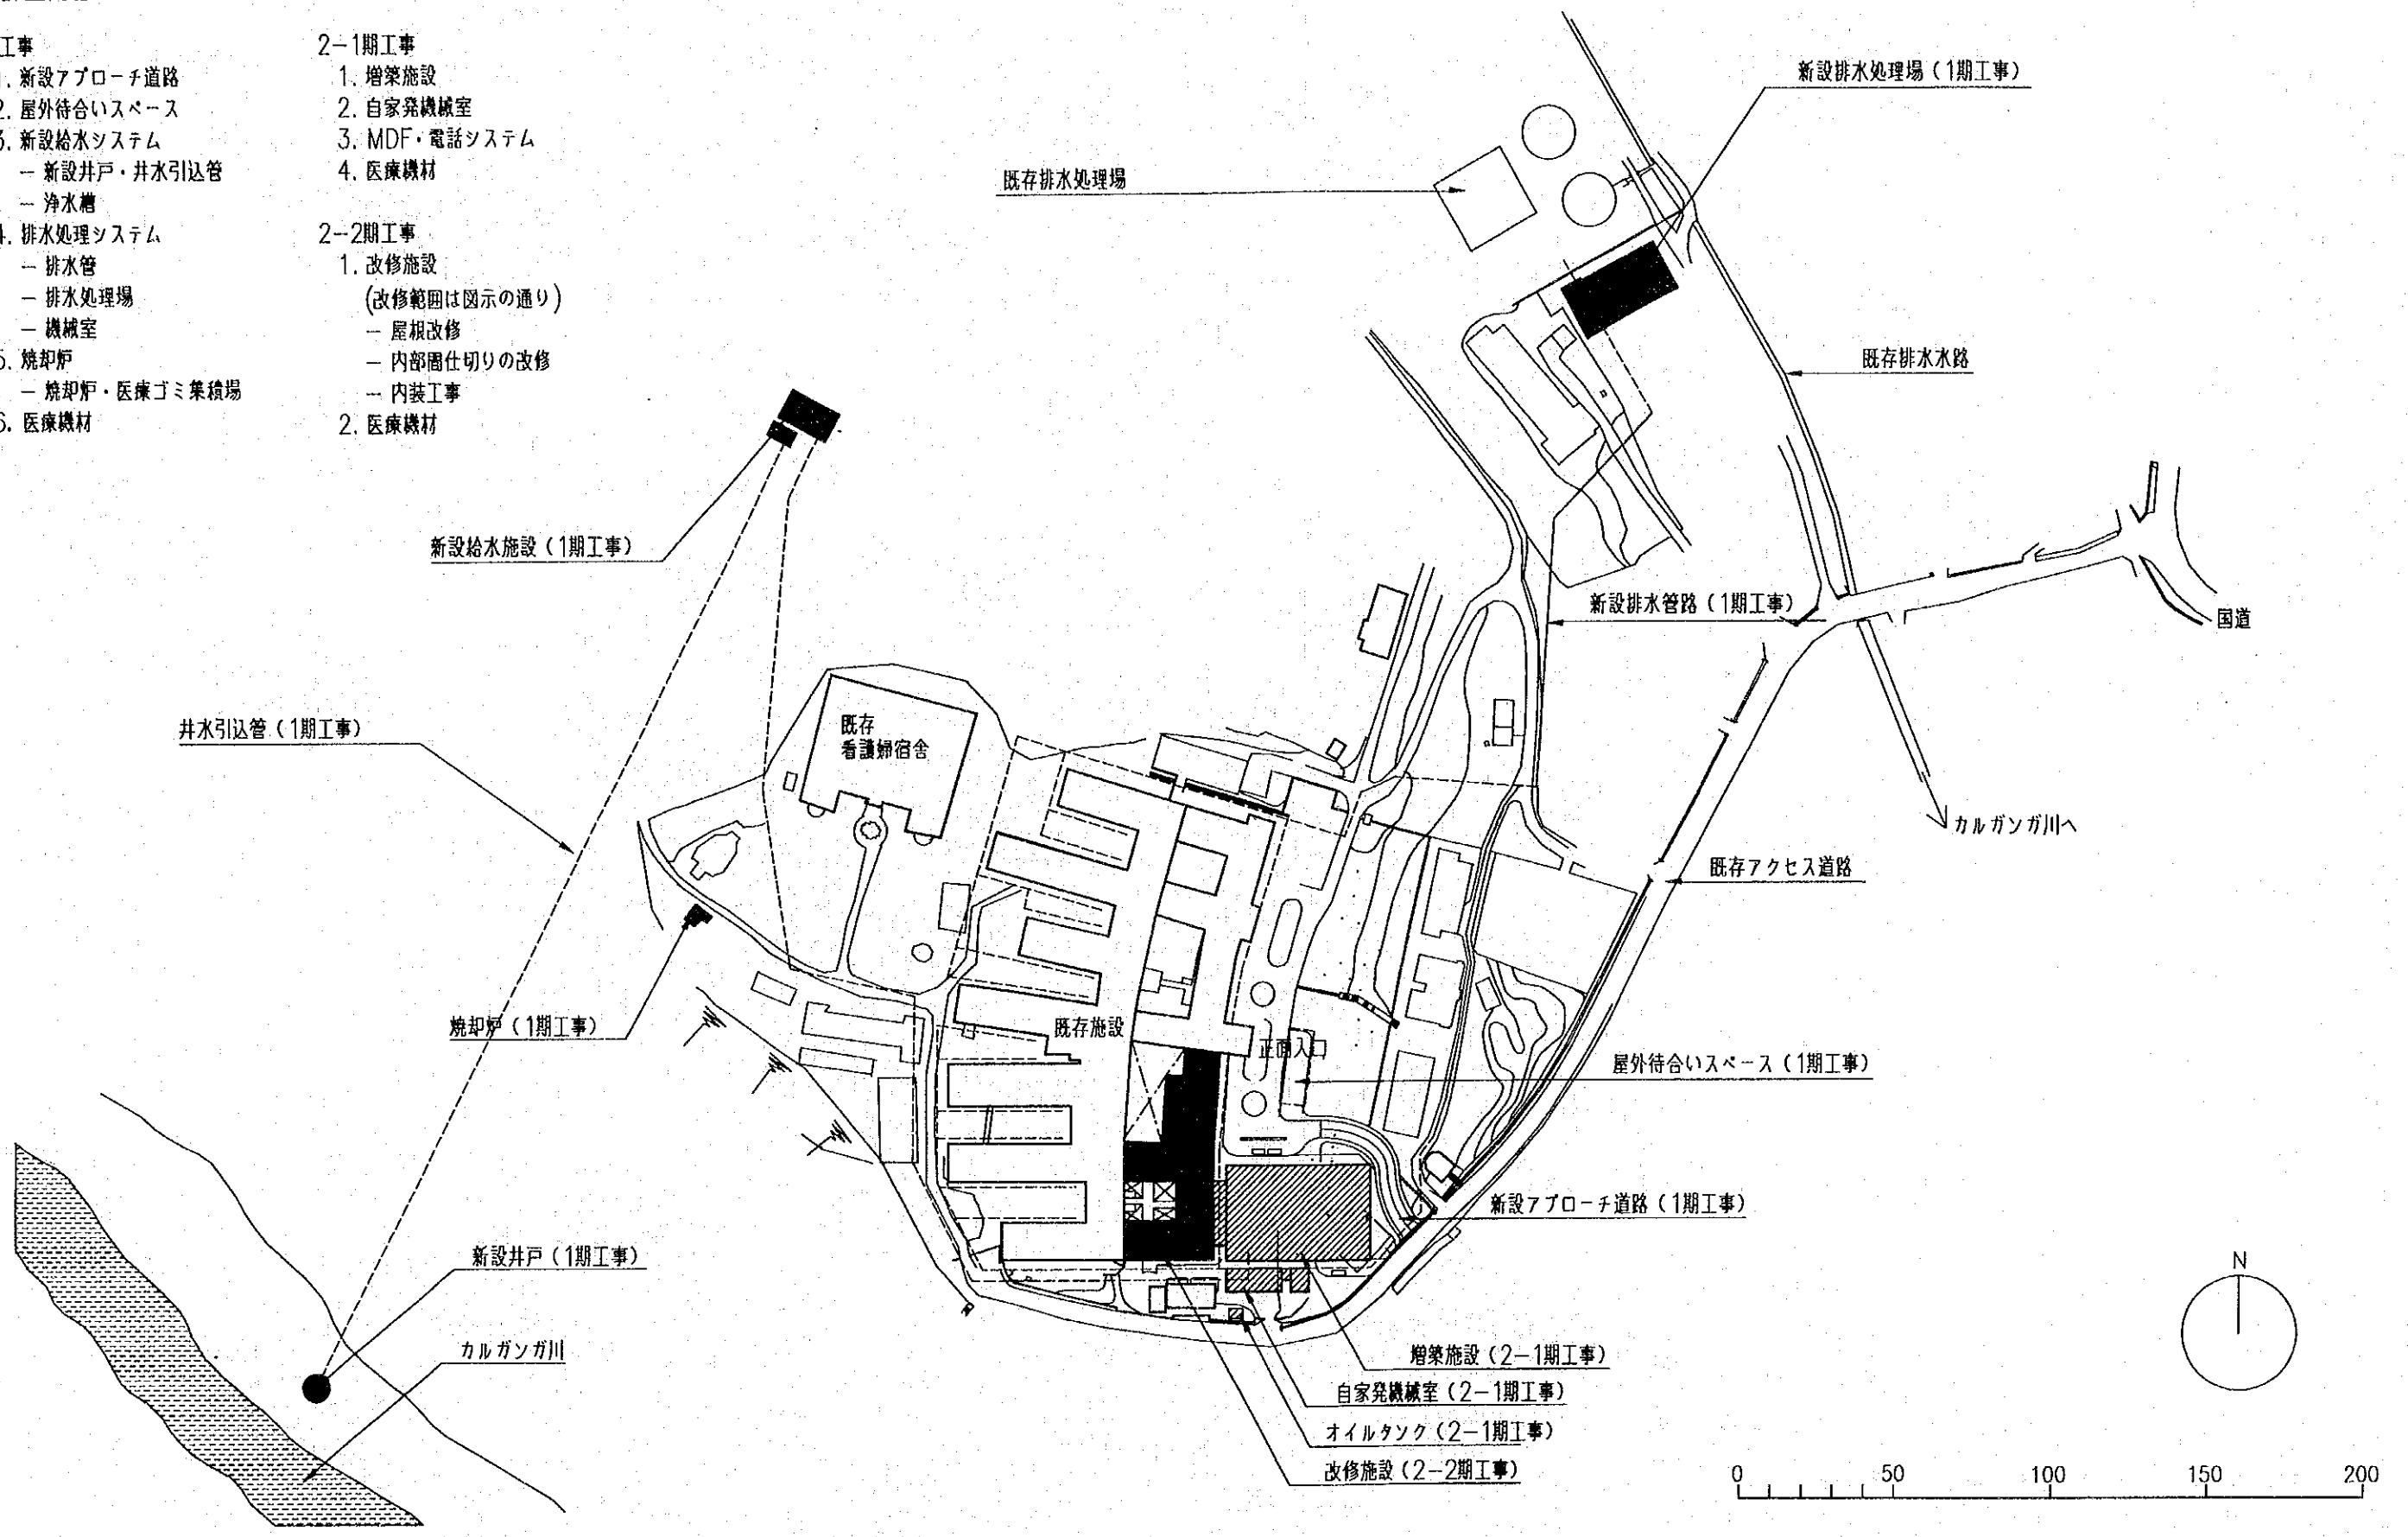 工事
1. 新設アプローチ道路
2. 屋外待合いスペース
3. 新設給水システム
— 新設井戸・井水引込管
— 浄水槽
4. 排水処理システム
— 排水管
— 排水処理場
— 機械室
5. 焼却炉
— 焼却炉・医療ゴミ集積場
6. 医療機材
2-1期工事
1. 増築施設
2. 自家発機械室
3. MDF・電話システム
4. 医療機材
2-2期工事
1. 改修施設
(改修範囲は図示の通り)
— 屋根改修
— 内部間仕切りの改修
— 内装工事
2. 医療機材
新設排水処理場(1期工事)
既存排水処理場
既存排水水路
新設給水施設(1期工事)
新設排水管路(1期工事)
国道
井水引込管(1期工事)
既存
看護婦宿舎
カルガンガ川へ
既存アクセス道路
焼却炉(1期工事)
既存施設
正面入口
屋外待合いスペース(1期工事)
新設アプローチ道路(1期工事)
新設井戸(1期工事)
カルガンガ川
増築施設(2-1期工事)
自家発機械室(2-1期工事)
オイルタンク(2-1期工事)
改修施設(2-2期工事)
N
0 50 100 150 200